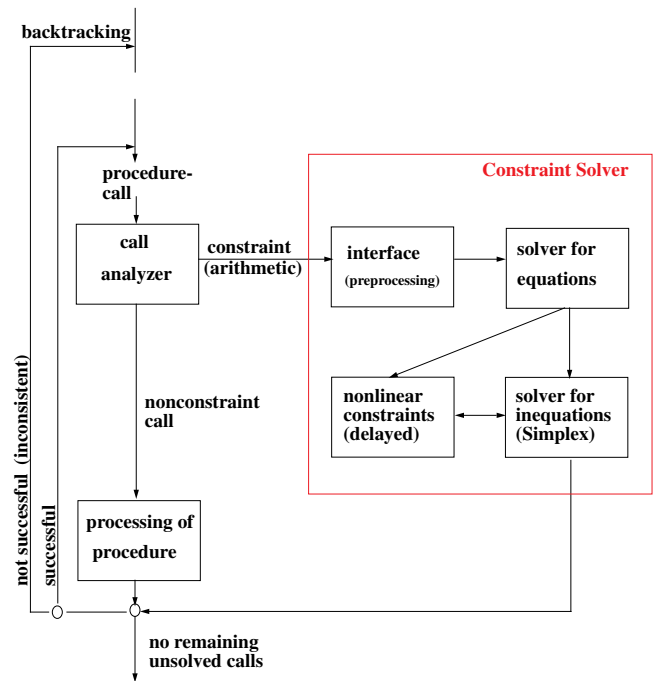 backtracking
Constraint Solver
procedure-
call
call
analyzer
constraint
(arithmetic)
interface
(preprocessing)
solver for
equations
nonlinear
constraints
(delayed)
solver for
inequations
(Simplex)
nonconstraint
call
not successful (inconsistent)
successful
processing of
procedure
no remaining
unsolved calls